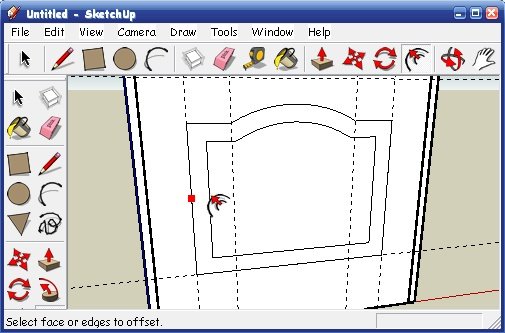 Untitled - SketchUp
File Edit View Camera Draw Tools Window Help
Select face or edges to offset.